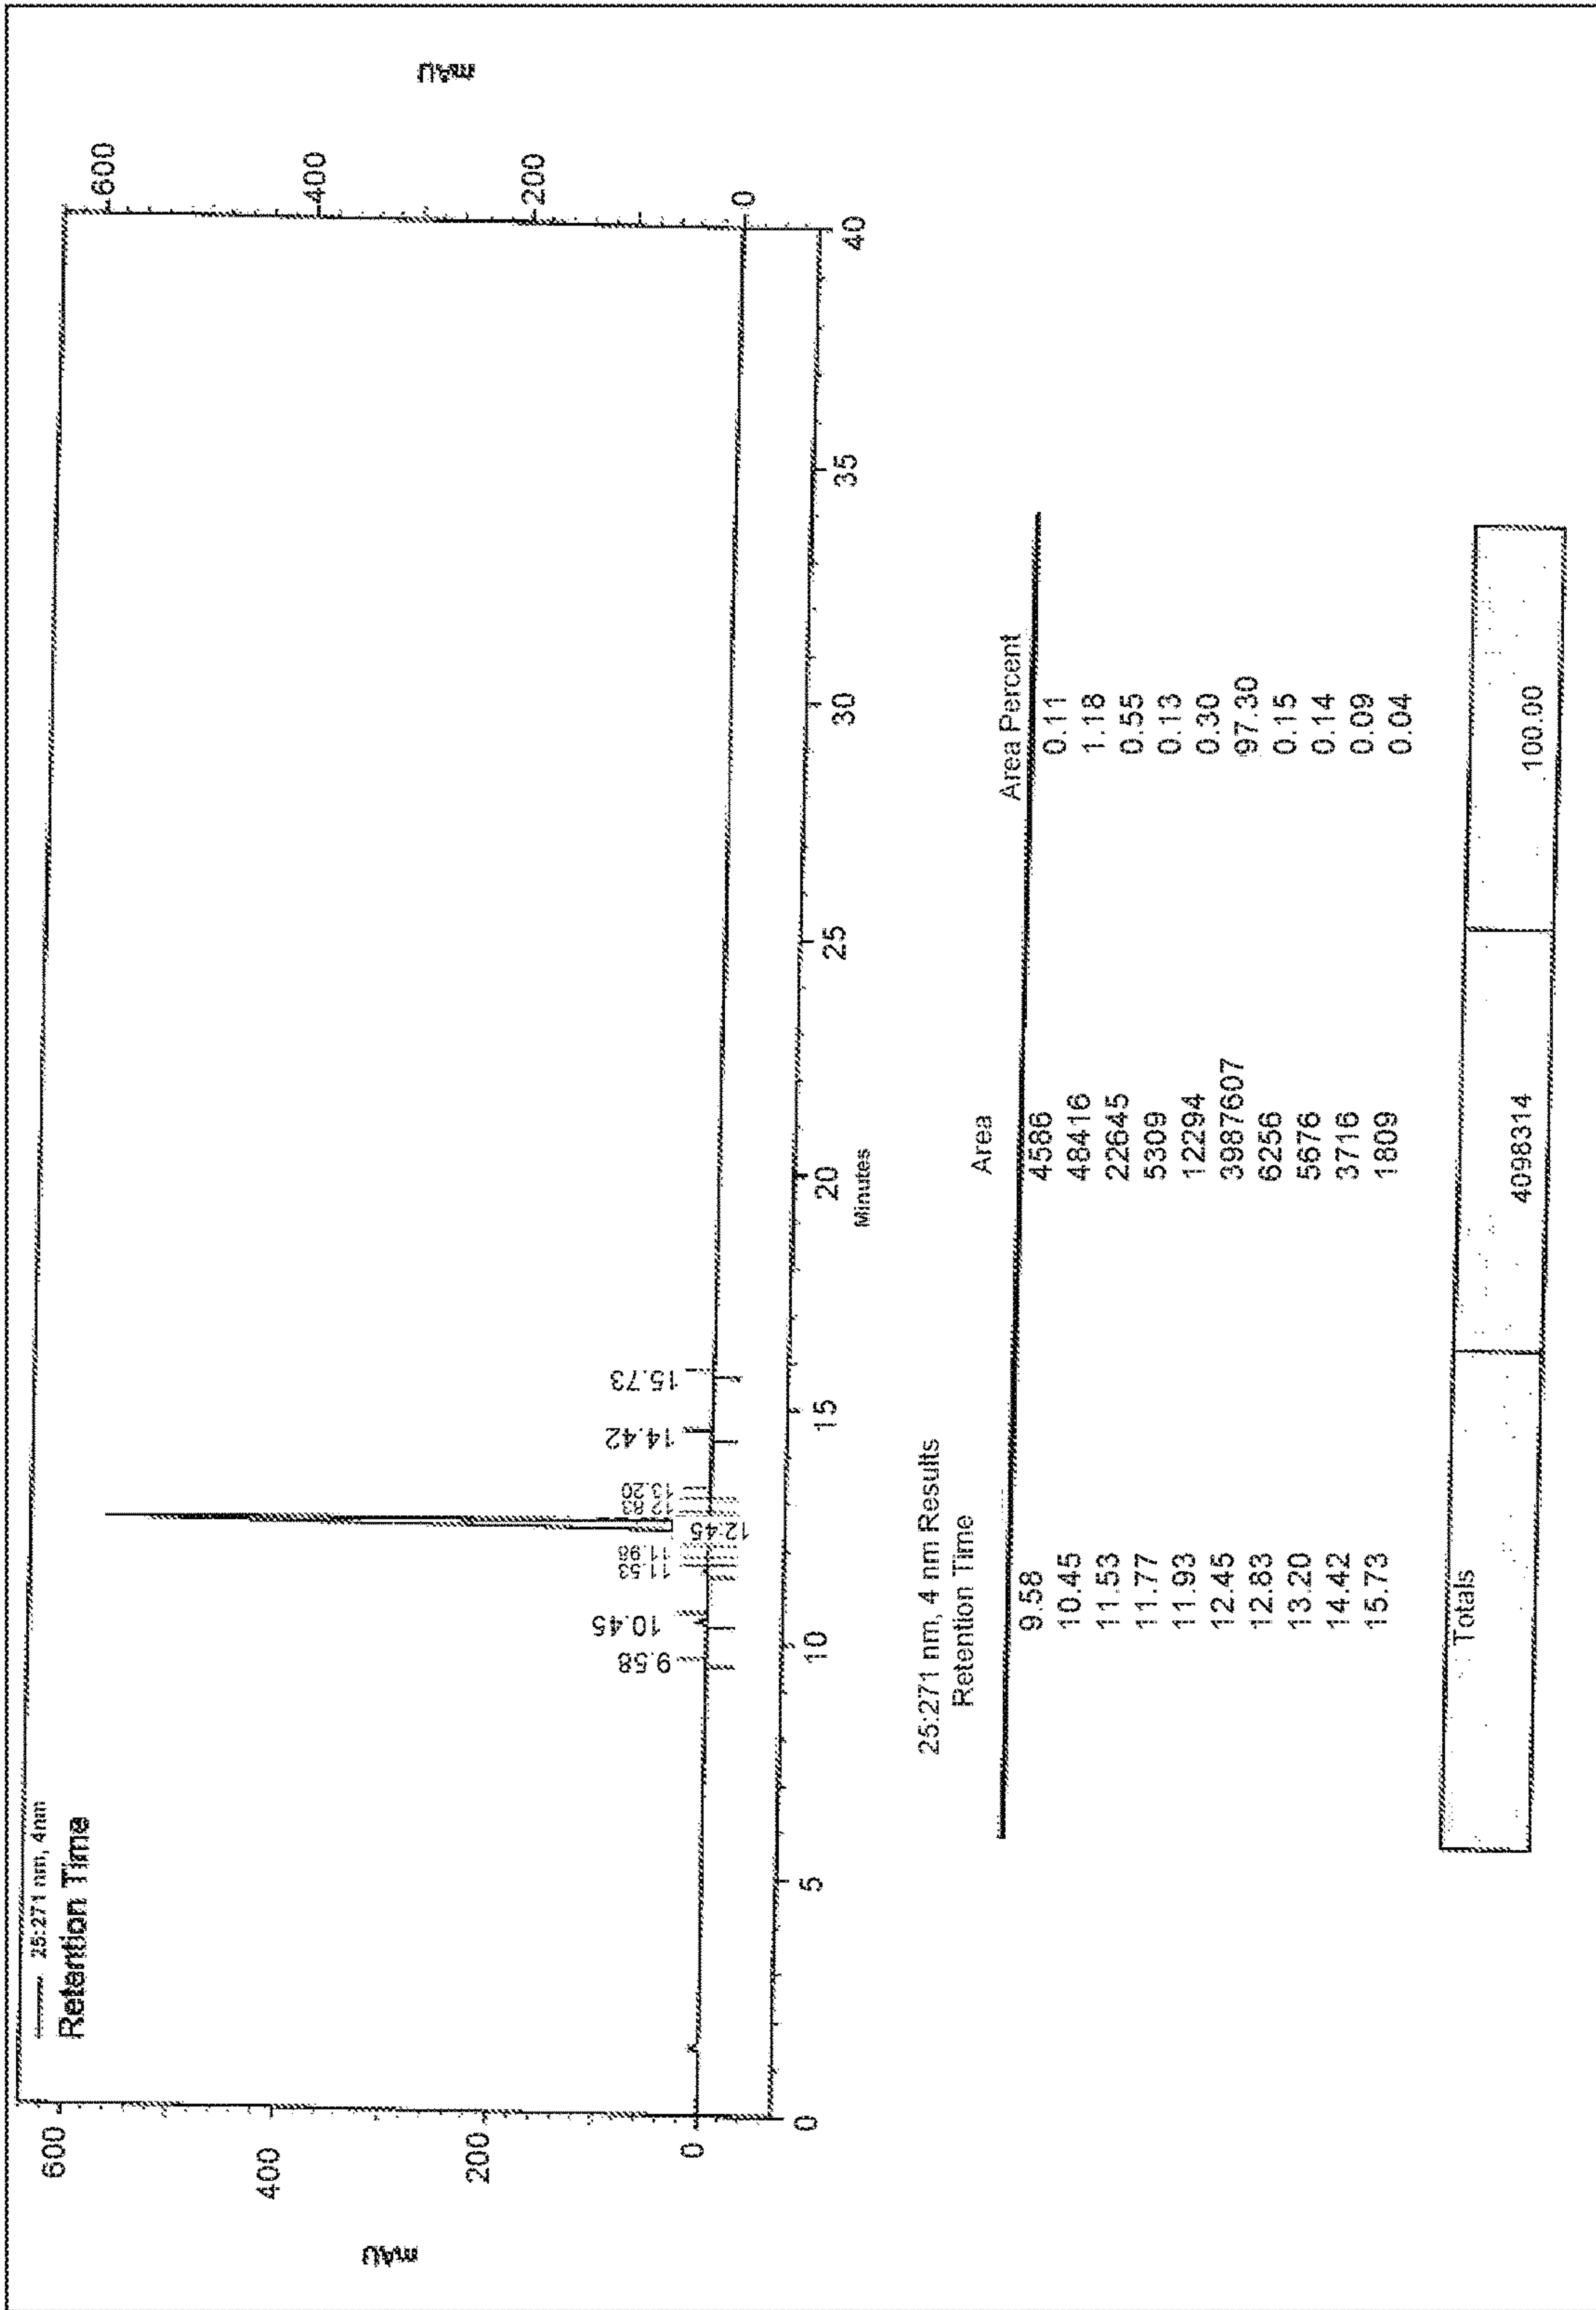 25:271 nm, 4nm
Retention Time
mAU
600
400
200
0
mAU
600
400
200
0
9.58
10.45
11.53
11.98
12.45
12.83
13.20
14.42
15.73
0 5 10 15 20 25 30 35 40
Minutes
25:271 nm, 4 nm Results
Retention Time Area Area Percent
9.58 4586 0.11
10.45 48416 1.18
11.53 22645 0.55
11.77 5309 0.13
11.93 12294 0.30
12.45 3987607 97.30
12.83 6256 0.15
13.20 5676 0.14
14.42 3716 0.09
15.73 1809 0.04
Totals 4098314 100.00